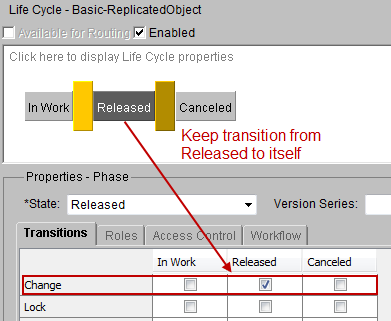 Life Cycle - Basic-ReplicatedObject
Available for Routing Enabled
Click here to display Life Cycle properties
In Work Released Canceled
Keep transition from
Released to itself
Properties - Phase
*State: Released Version Series:
Transitions Roles Access Control Workflow
In Work Released Canceled
Change
Lock